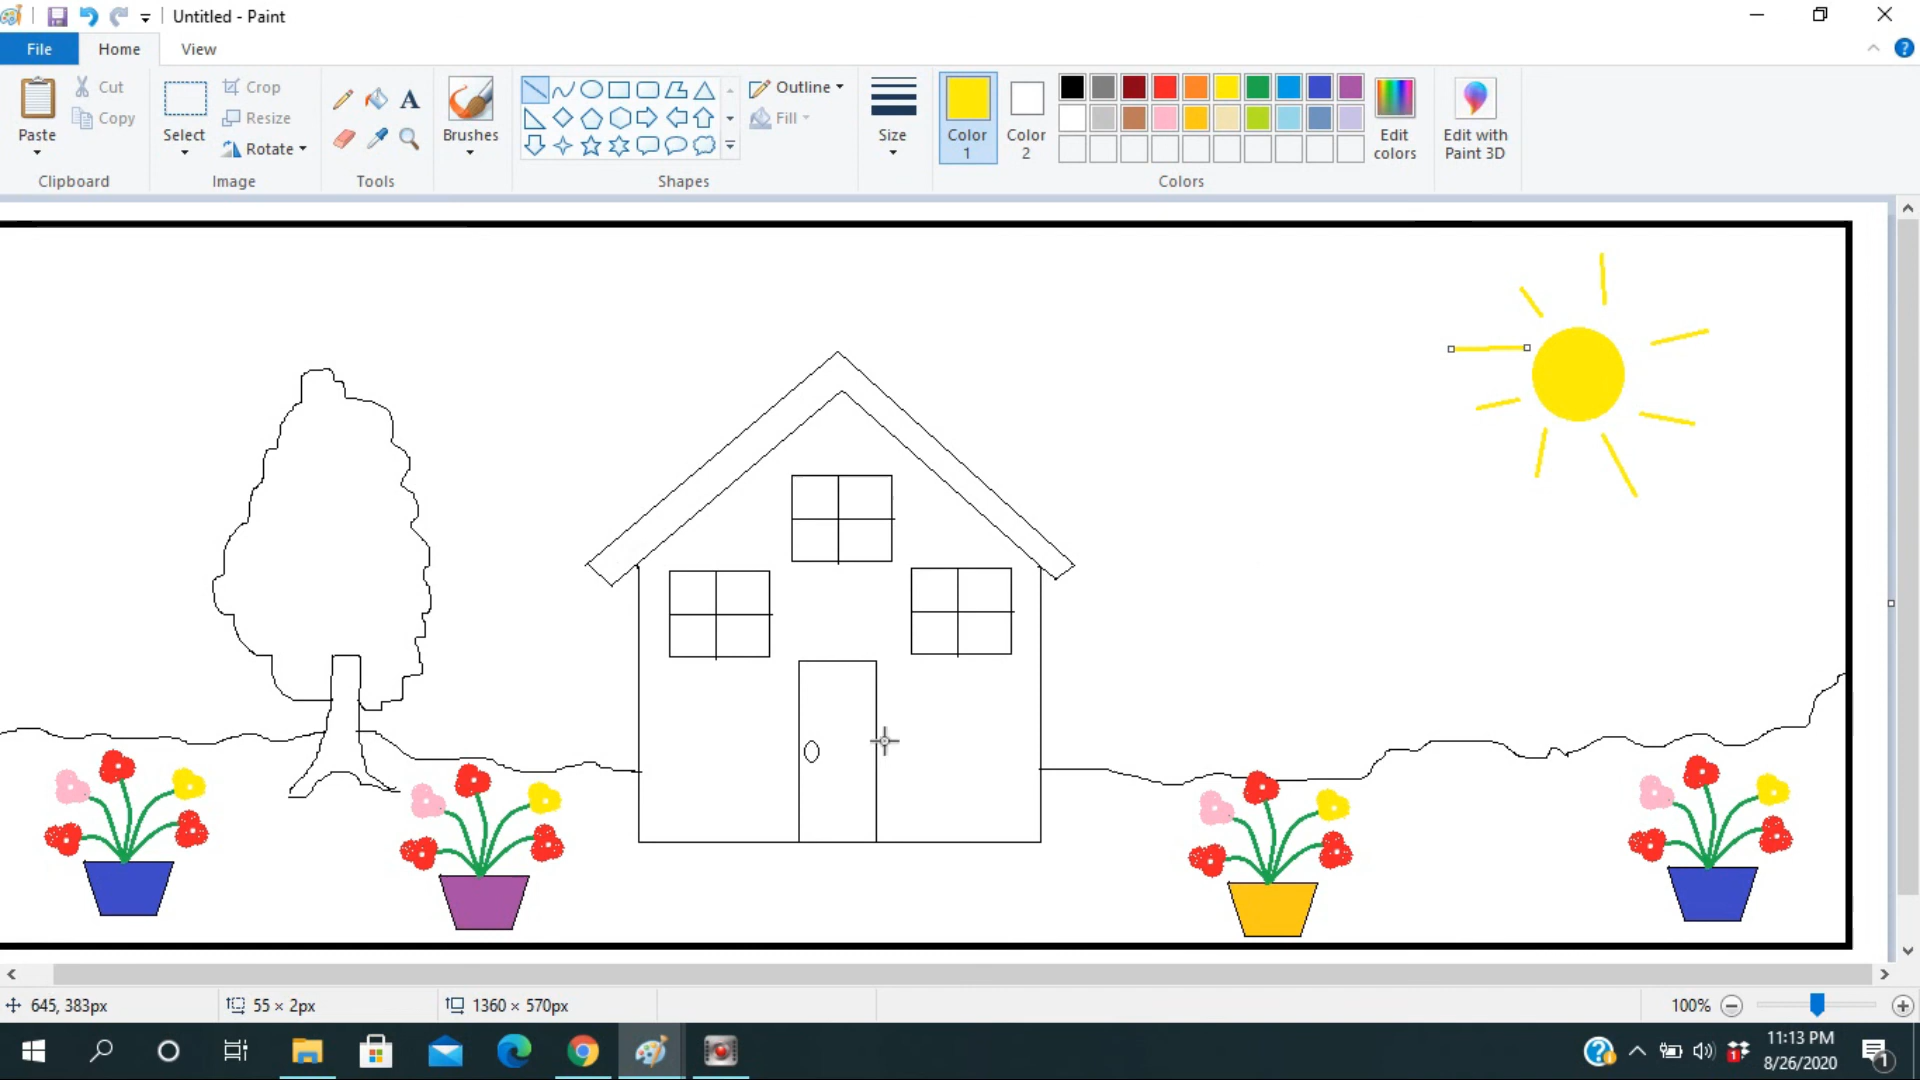 Untitled - Paint
File Home View
Paste
Cut
Copy
Clipboard
Select
Crop
Resize
Rotate
Image
A
Tools
Brushes
Shapes
Outline
Fill
Size
Color 1
Color 2
Edit colors
Edit with Paint 3D
Colors
645, 383px
55 × 2px
1360 × 570px
100%
11:13 PM
8/26/2020
1
1